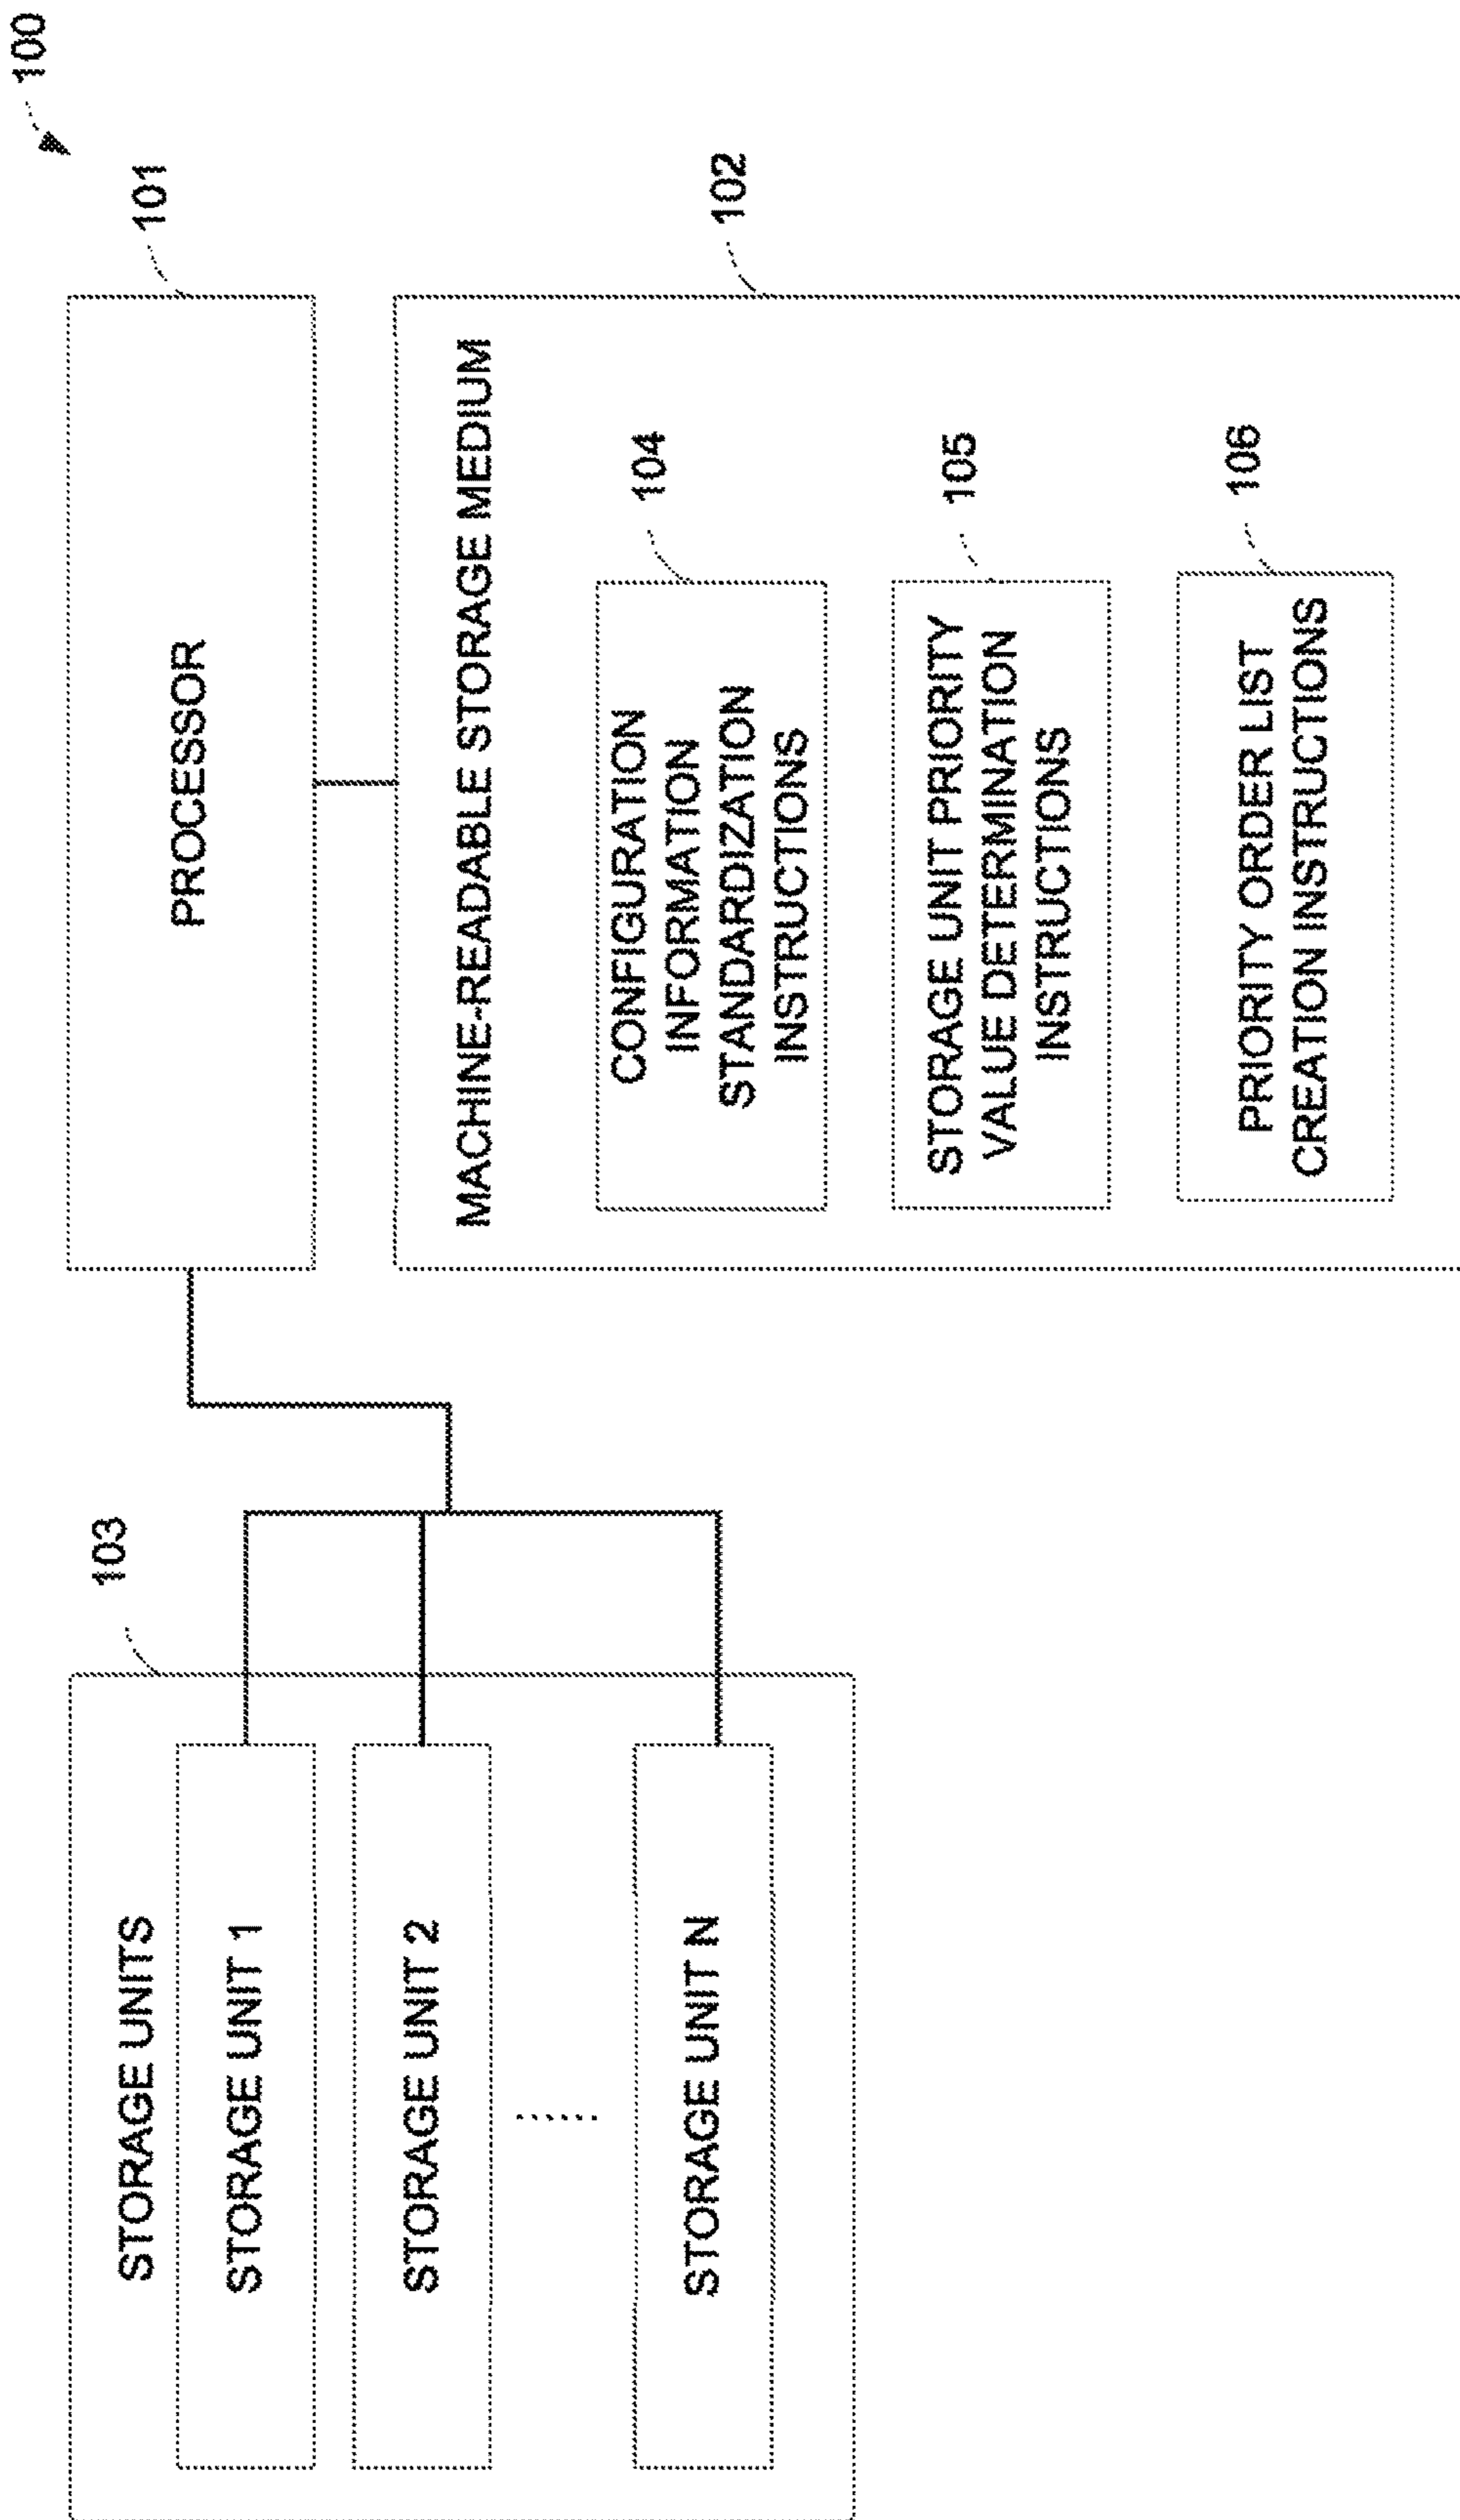 100
103
STORAGE UNITS
STORAGE UNIT 1
STORAGE UNIT 2
.....
STORAGE UNIT N
101
PROCESSOR
102
MACHINE-READABLE STORAGE MEDIUM
104
CONFIGURATION
INFORMATION
STANDARDIZATION
INSTRUCTIONS
105
STORAGE UNIT PRIORITY
VALUE DETERMINATION
INSTRUCTIONS
106
PRIORITY ORDER LIST
CREATION INSTRUCTIONS